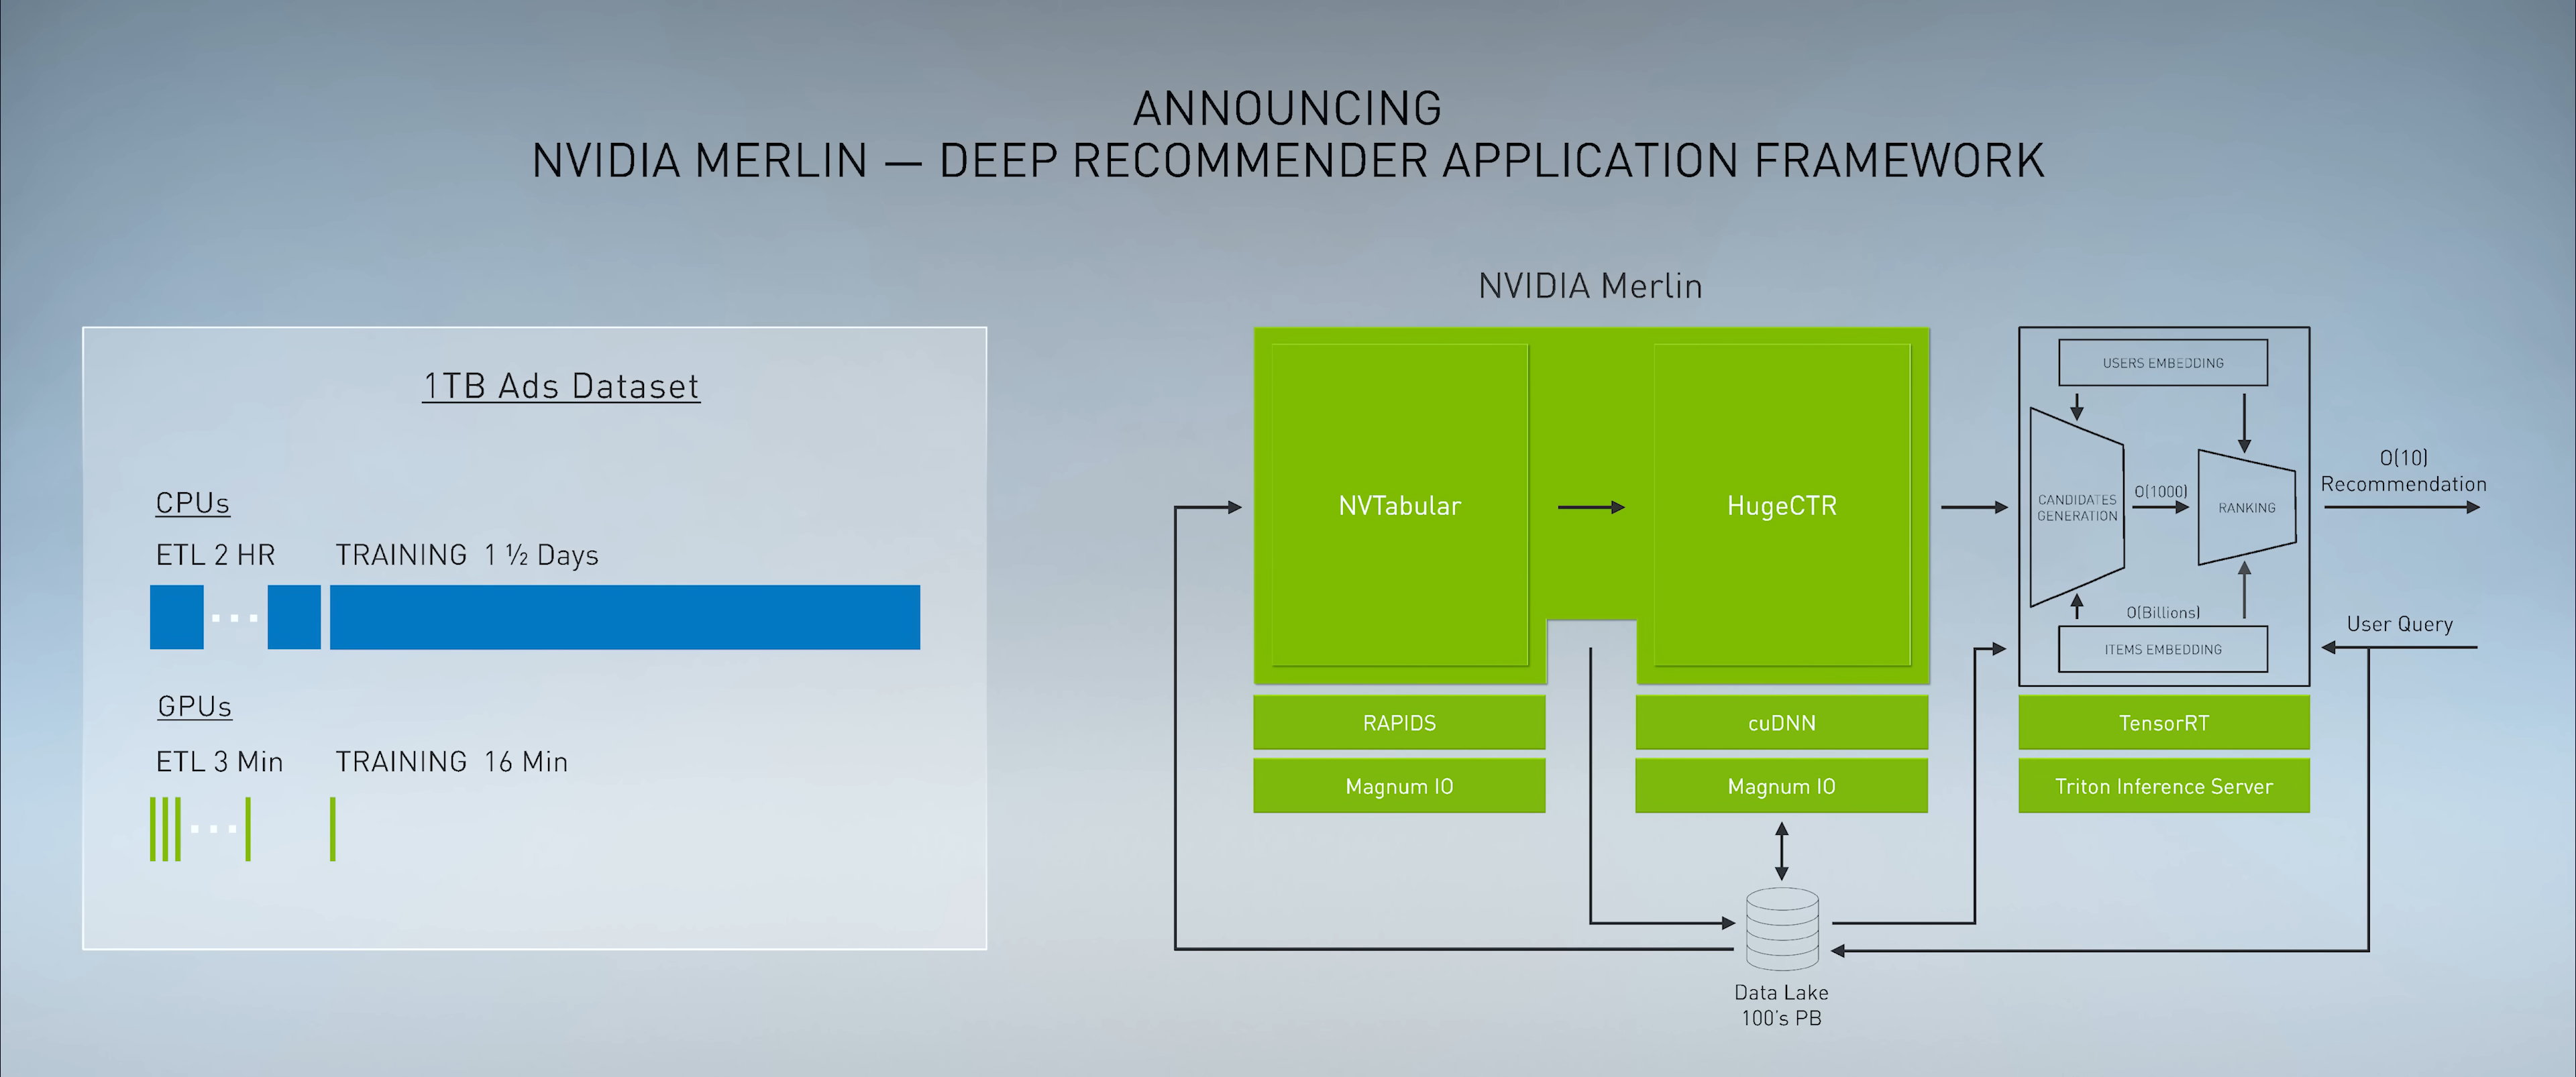 ANNOUNCING
NVIDIA MERLIN — DEEP RECOMMENDER APPLICATION FRAMEWORK
1TB Ads Dataset
CPUs
ETL 2 HR TRAINING 1 ½ Days
GPUs
ETL 3 Min TRAINING 16 Min
NVIDIA Merlin
NVTabular
HugeCTR
RAPIDS
cuDNN
TensorRT
Magnum IO
Magnum IO
Triton Inference Server
USERS EMBEDDING
CANDIDATES
GENERATION
O(1000)
RANKING
O(Billions)
ITEMS EMBEDDING
O(10)
Recommendation
User Query
Data Lake
100's PB